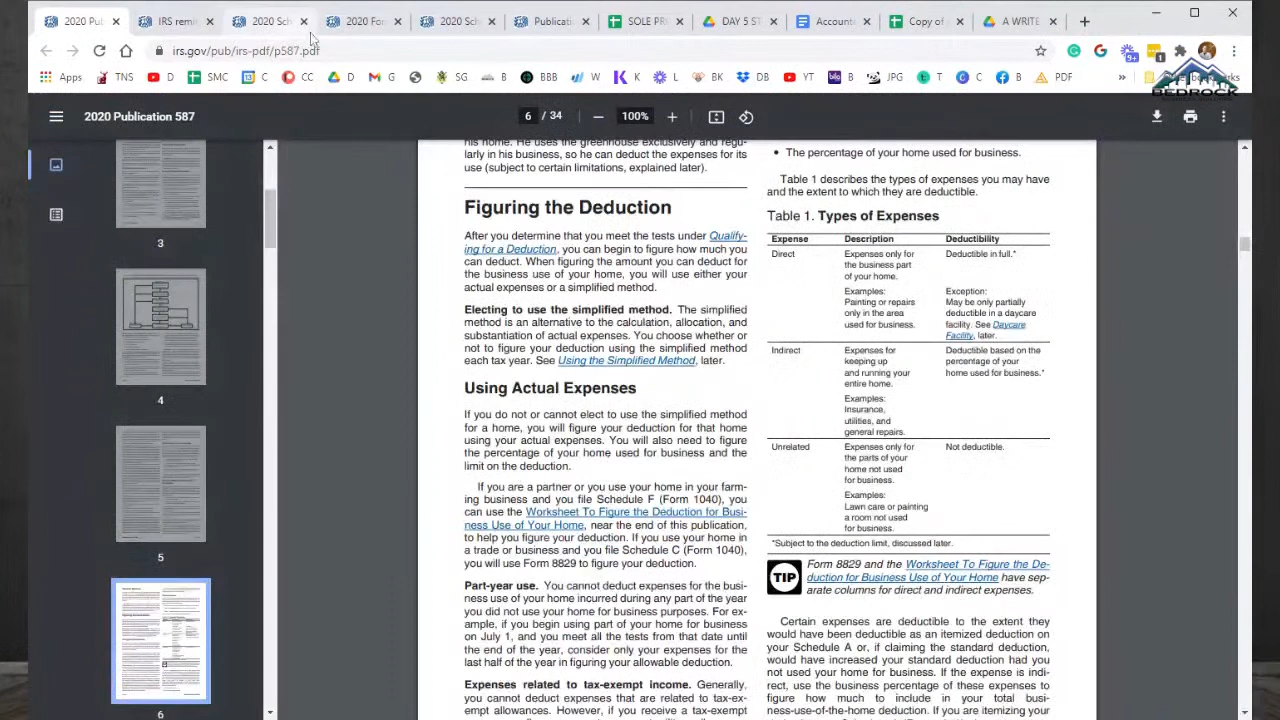 2020 Pu
IRS remi
2020 Sch
2020 For
2020 Sch
Publicati
SOLE PR
DAY 5 ST
Account
Copy of
A WRITE
irs.gov/pub/irs-pdf/p587.pdf
Apps
TNS
D
SMC
C
CC
D
G
C
SG
B
BBB
W
K
L
BK
DB
YT
B
JPG
T
C
B
PDF
BEDROCK
2020 Publication 587
6 / 34
100%
3
4
5
6
his home. He uses the greenhouse exclusively and regu-
larly in his business, so he can deduct the expenses for its
use (subject to certain limitations, explained later).
Figuring the Deduction
After you determine that you meet the tests under Qualify-
ing for a Deduction, you can begin to figure how much you
can deduct. When figuring the amount you can deduct for
the business use of your home, you will use either your
actual expenses or a simplified method.
Electing to use the simplified method. The simplified
method is an alternative to the calculation, allocation, and
substantiation of actual expenses. You choose whether or
not to figure your deduction using the simplified method
each tax year. See Using the Simplified Method, later.
Using Actual Expenses
If you do not or cannot elect to use the simplified method
for a home, you will figure your deduction for that home
using your actual expenses. You will also need to figure
the percentage of your home used for business and the
limit on the deduction.
If you are a partner or you use your home in your farm-
ing business and you file Schedule F (Form 1040), you
can use the Worksheet To Figure the Deduction for Busi-
ness Use of Your Home, near the end of this publication,
to help you figure your deduction. If you use your home in
a trade or business and you file Schedule C (Form 1040),
you will use Form 8829 to figure your deduction.
Part-year use. You cannot deduct expenses for the busi-
ness use of your home incurred during any part of the year
you did not use your home for business purposes. For ex-
ample, if you begin using part of your home for business
on July 1, and you meet all the tests from that date until
the end of the year, consider only your expenses for the
last half of the year in figuring your allowable deduction.
Expenses related to tax-exempt income. Generally,
you cannot deduct expenses that are related to tax-ex-
empt allowances. However, if you receive a tax-exempt
• The percentage of your home used for business.
Table 1 describes the types of expenses you may have
and the extent to which they are deductible.
Table 1. Types of Expenses
Expense Description Deductibility
Direct Expenses only for Deductible in full.*
the business part
of your home.
Examples: Exception:
Painting or repairs May be only partially
only in the area deductible in a daycare
used for business. facility. See Daycare
Facility, later.
Indirect Expenses for Deductible based on the
keeping up percentage of your
and running your home used for business.*
entire home.
Examples:
Insurance,
utilities, and
general repairs.
Unrelated Expenses only for Not deductible.
the parts of your
home not used
for business.
Examples:
Lawn care or painting
a room not used
for business.
*Subject to the deduction limit, discussed later.
TIP
Form 8829 and the Worksheet To Figure the De-
duction for Business Use of Your Home have sep-
arate columns for direct and indirect expenses.
Certain expenses are deductible to the extent they
would have been deductible as an itemized deduction on
your Schedule A or, if claiming the standard deduction,
would have increased your standard deduction had you
not used your home for business. If the expense is indi-
rect, use the business percentage of these expenses to
figure how much to include in your total busi-
ness-use-of-the-home deduction. If you are itemizing your